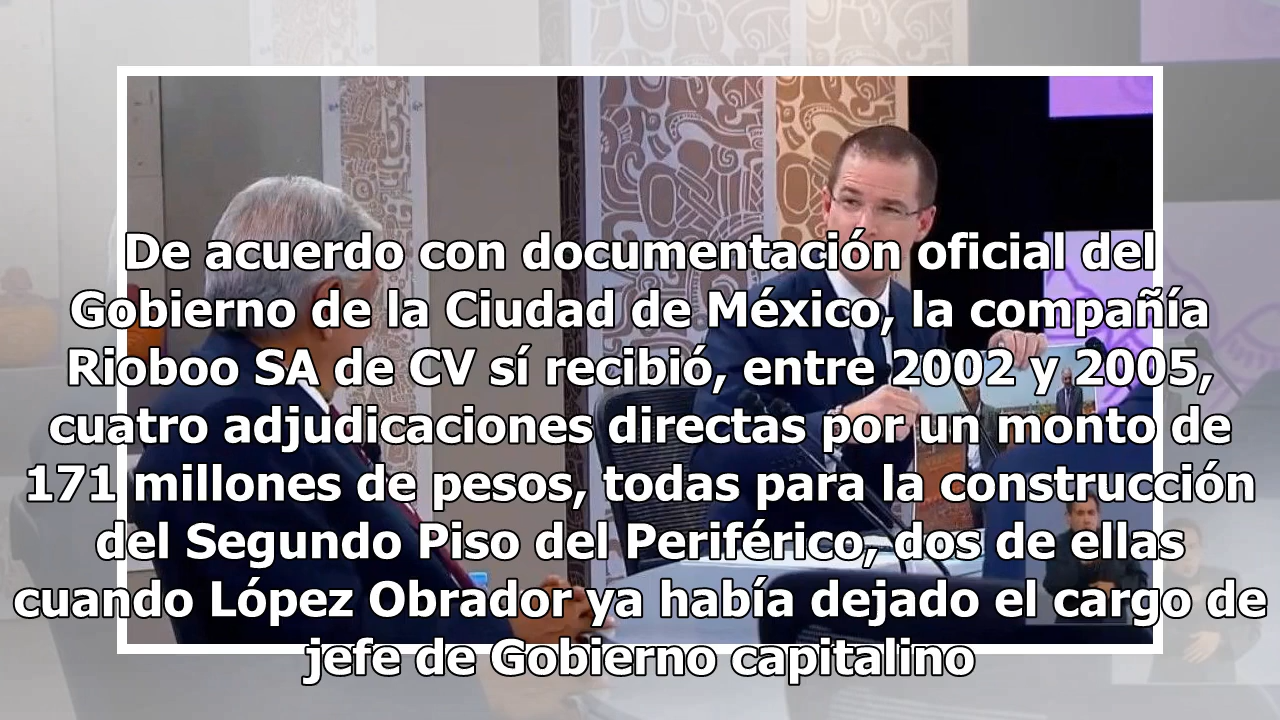 De acuerdo con documentación oficial del
Gobierno de la Ciudad de México, la compañía
Rioboo SA de CV sí recibió, entre 2002 y 2005,
cuatro adjudicaciones directas por un monto de
171 millones de pesos, todas para la construcción
del Segundo Piso del Periférico, dos de ellas
cuando López Obrador ya había dejado el cargo de
jefe de Gobierno capitalino